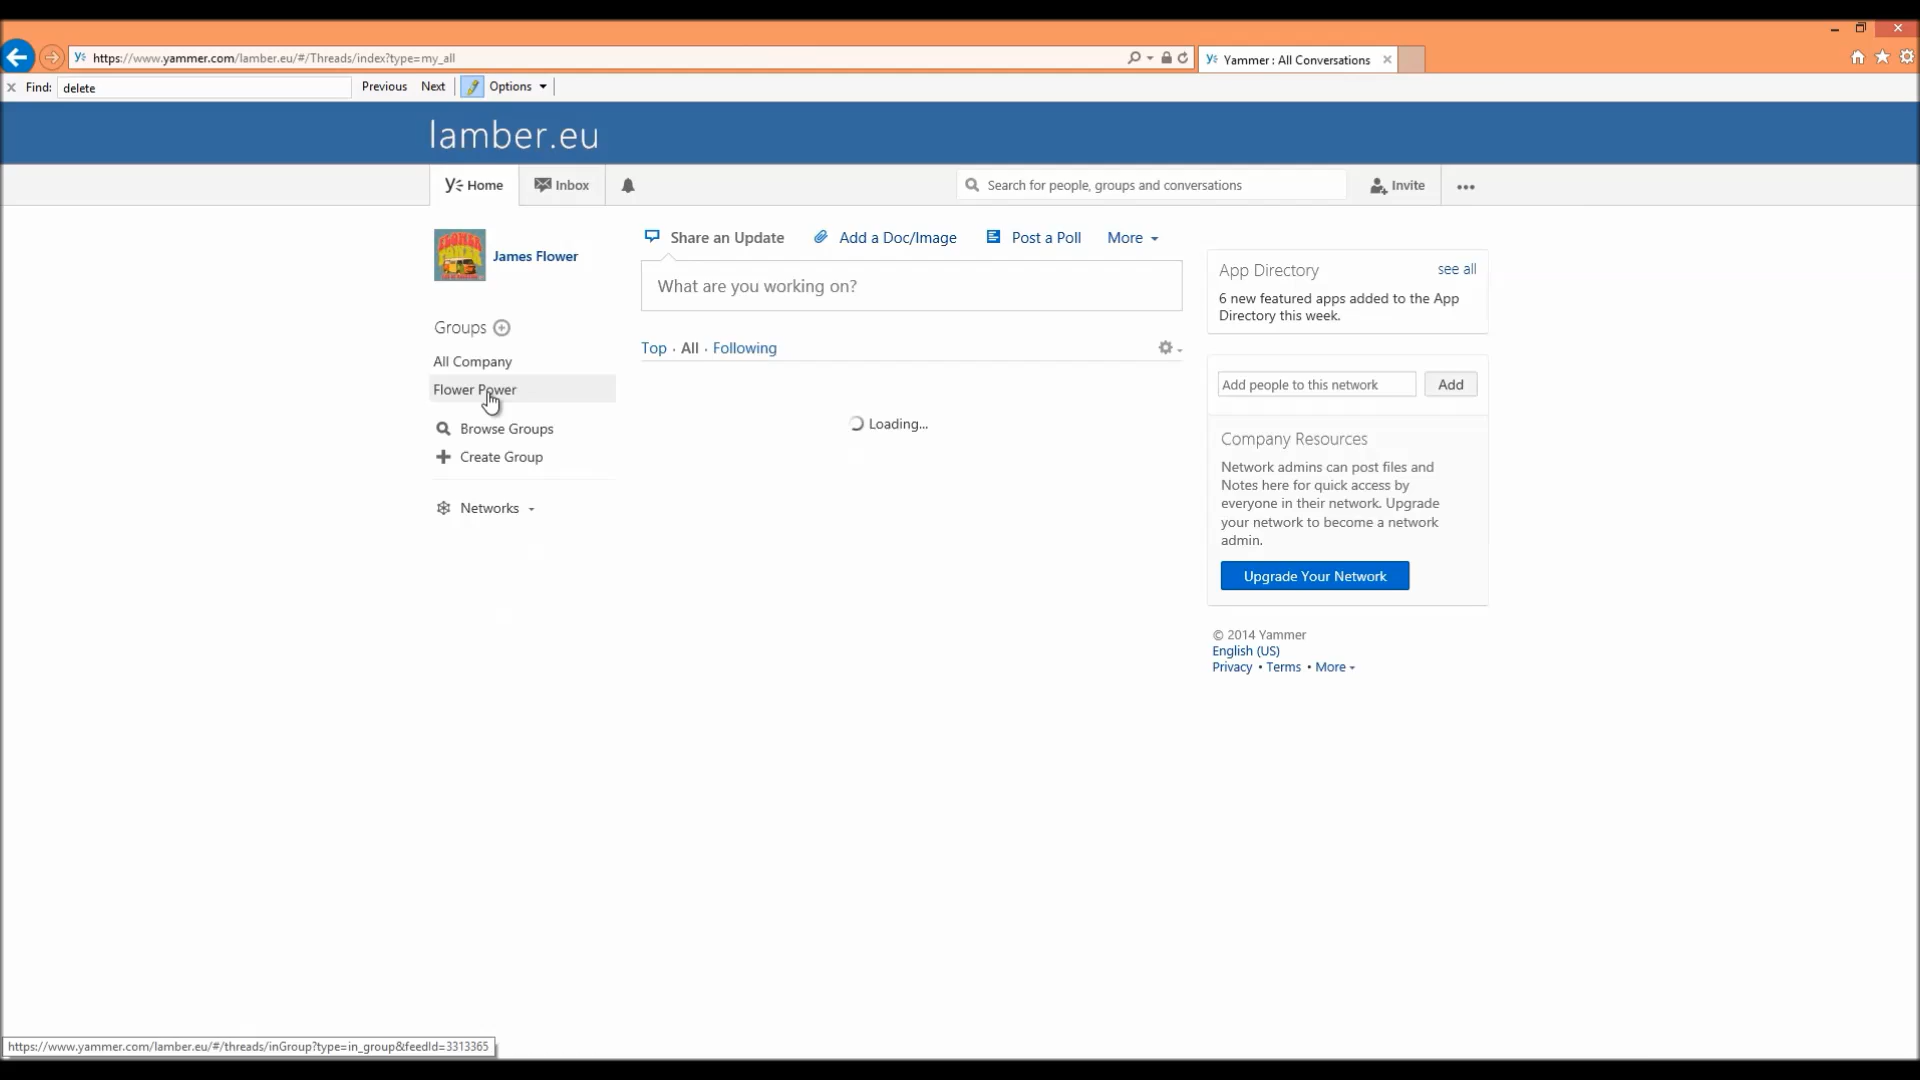 https://www.yammer.com/lamber.eu/#/Threads/index?type=my_all
Yammer : All Conversations
Find: delete Previous Next Options
lamber.eu
Home Inbox Search for people, groups and conversations Invite
James Flower
Share an Update Add a Doc/Image Post a Poll More
What are you working on?
Groups
All Company
Flower Power
Browse Groups
Create Group
Networks
Top · All · Following
Loading...
App Directory see all
6 new featured apps added to the App
Directory this week.
Add people to this network Add
Company Resources
Network admins can post files and
Notes here for quick access by
everyone in their network. Upgrade
your network to become a network
admin.
Upgrade Your Network
© 2014 Yammer
English (US)
Privacy • Terms • More
https://www.yammer.com/lamber.eu/#/threads/inGroup?type=in_group&feedId=3313365